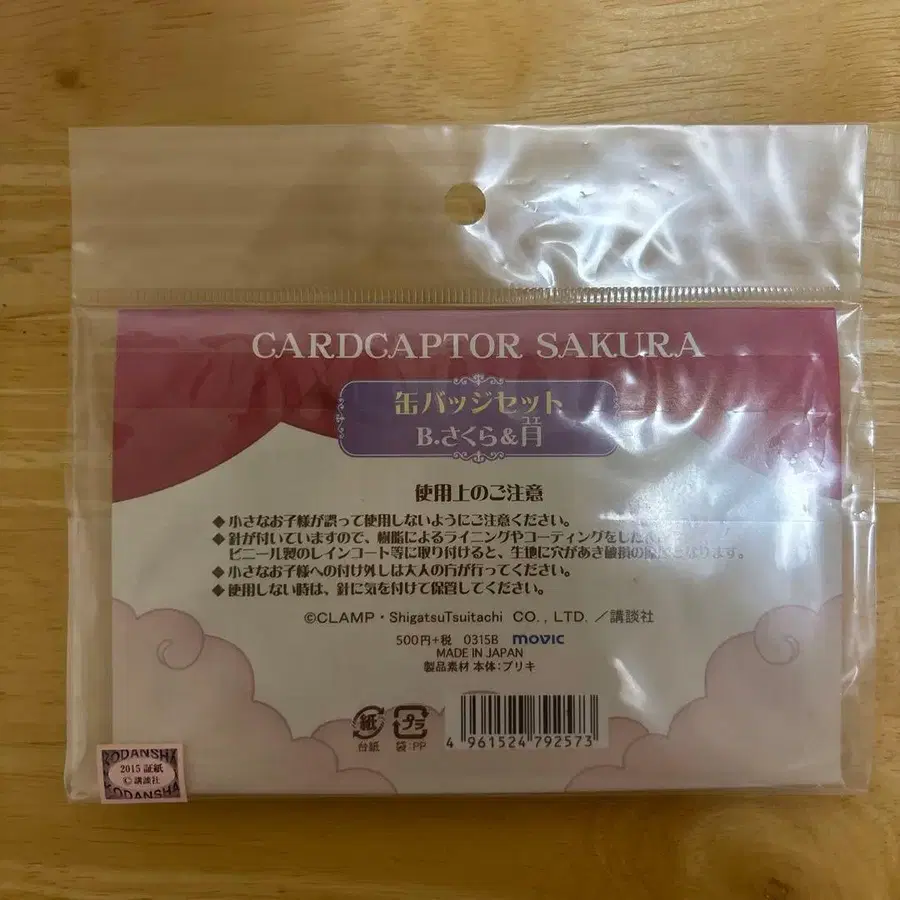 CARDCAPTOR SAKURA
缶バッジセット
B.さくら&
使用上のご注意
◆小さなお子様が誤って使用しないようにご注意ください。
◆針が付いていますので、樹脂によるライニングやコーティングをした
ビニール製のレインコート等に取り付けると、生地に穴があき破損の原因となります。
◆小さなお子様への付け外しは大人の方が行ってください。
◆使用しない時は、針に気を付けて保管してください。
©CLAMP・ShigatsuTsuitachi CO., LTD.／講談社
500円+税 0315B movic
MADE IN JAPAN
製品素材 本体:ブリキ
紙 プラ
台紙 袋:PP
4 961524 792573
KODANSHA
2015 証紙
©講談社
KODANSHA